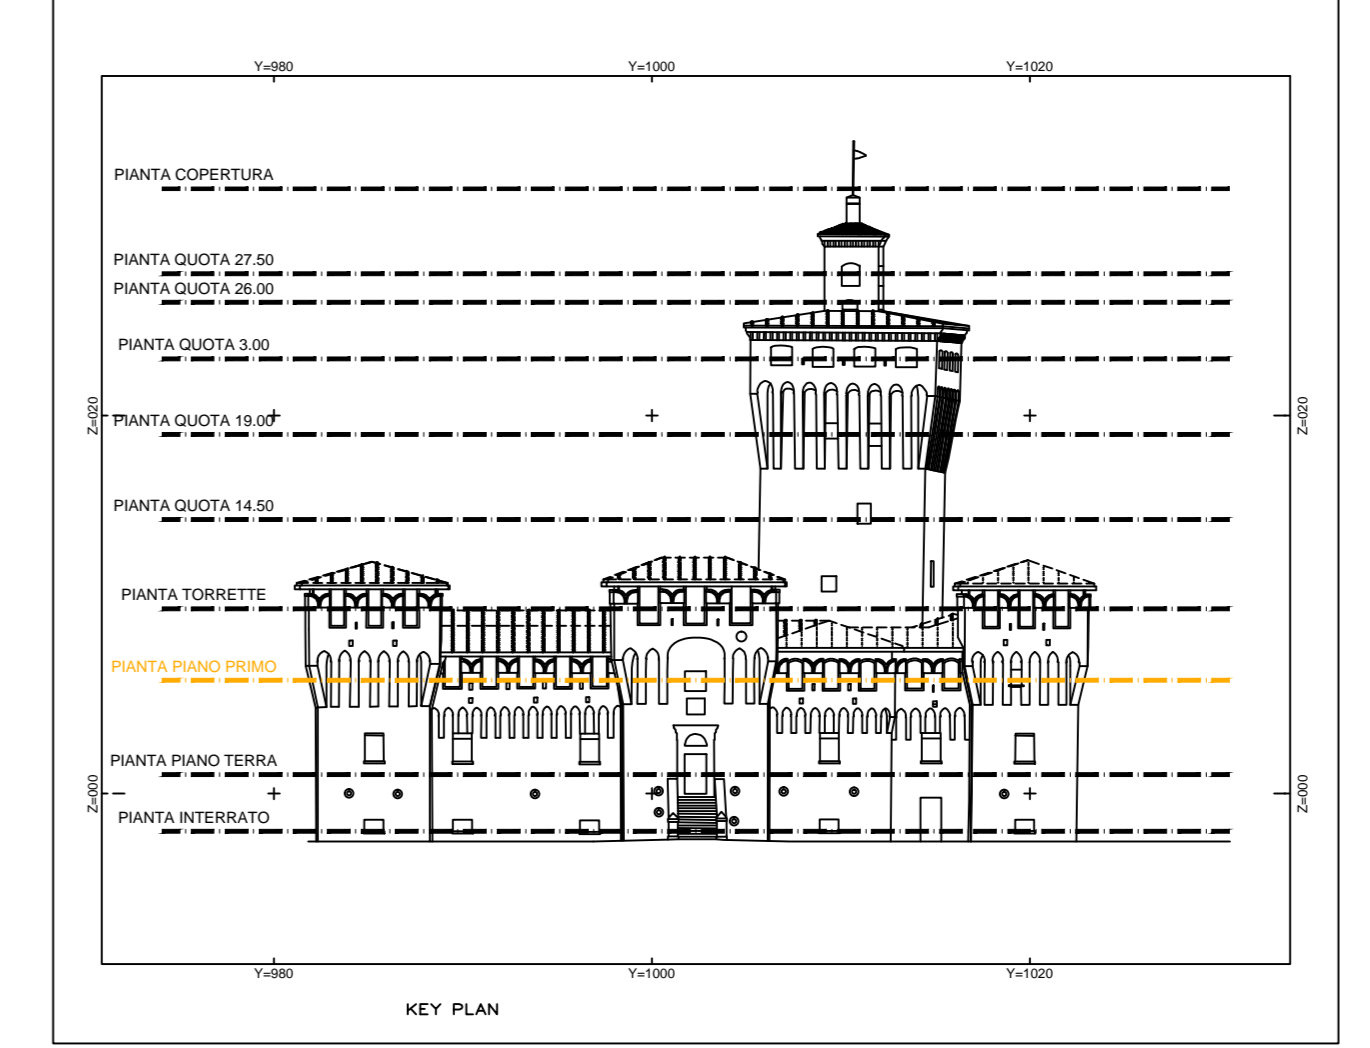 Y=980 Y=1000 Y=1020
PIANTA COPERTURA
PIANTA QUOTA 27.50
PIANTA QUOTA 26.00
PIANTA QUOTA 3.00
Z=020
PIANTA QUOTA 19.00
Z=020
PIANTA QUOTA 14.50
PIANTA TORRETTE
PIANTA PIANO PRIMO
PIANTA PIANO TERRA
Z=000
Z=000
PIANTA INTERRATO
Y=980 Y=1000 Y=1020
KEY PLAN